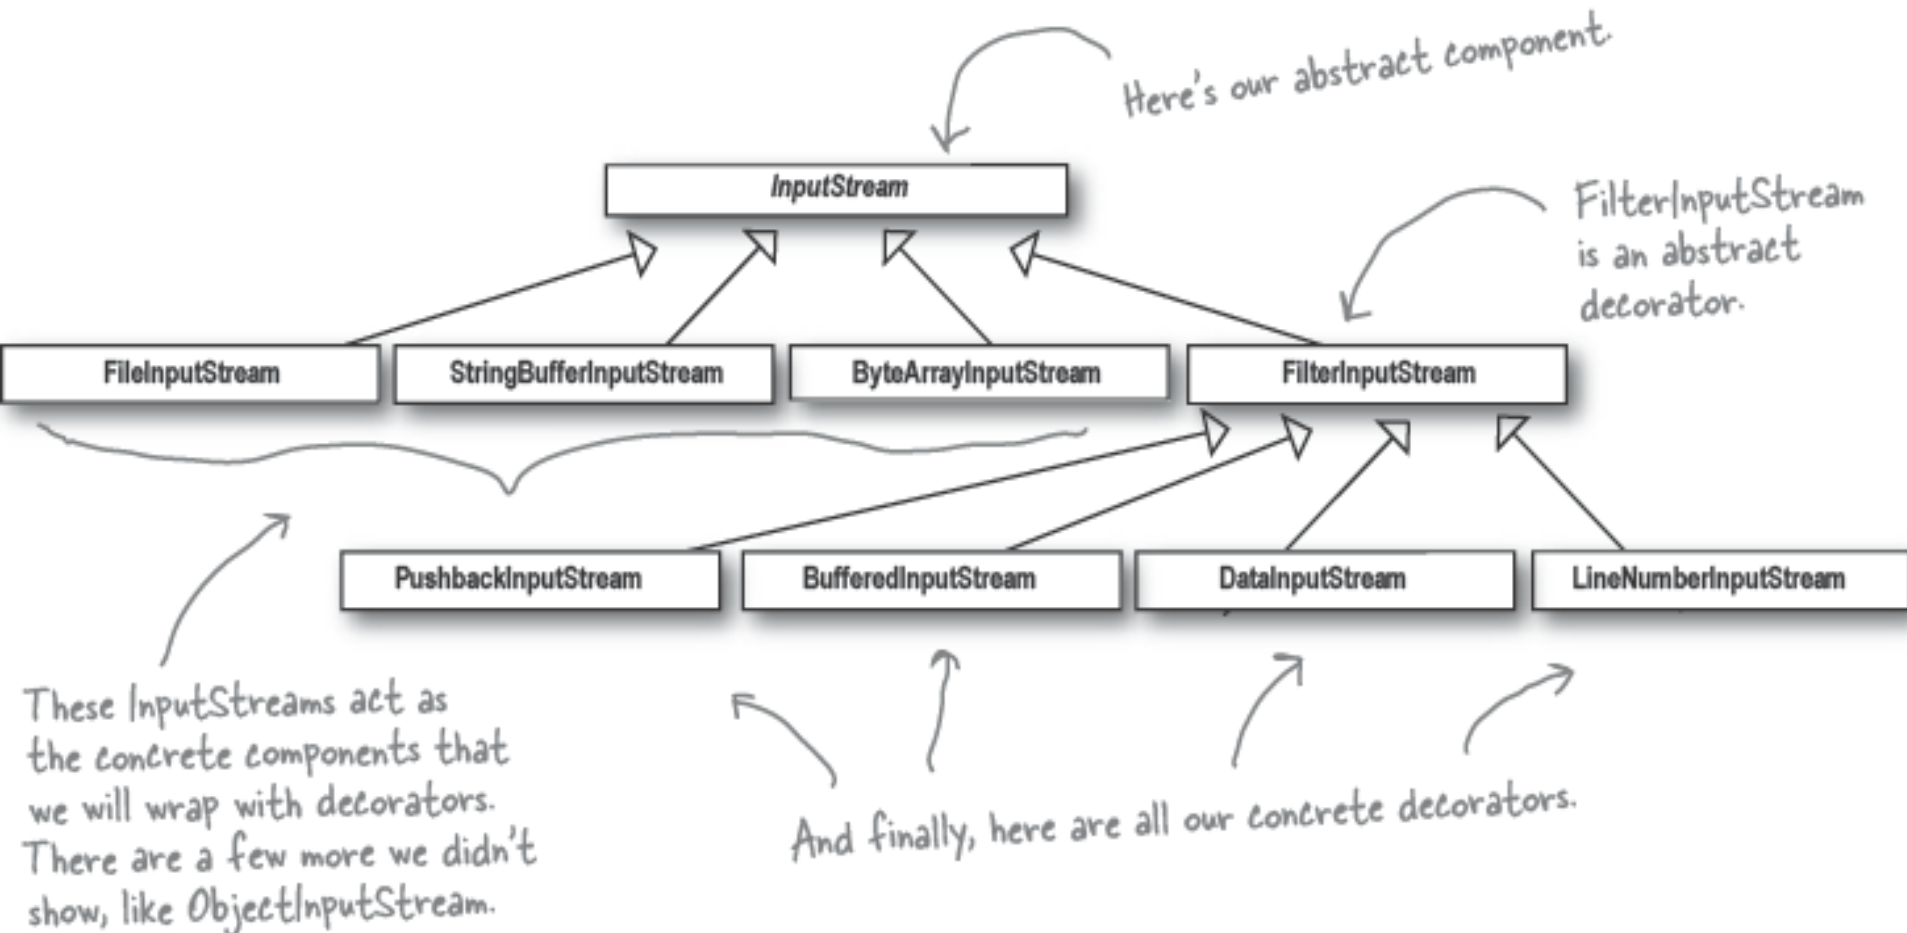 Here's our abstract component.
InputStream
FilterInputStream
is an abstract
decorator.
FileInputStream
StringBufferInputStream
ByteArrayInputStream
FilterInputStream
PushbackInputStream
BufferedInputStream
DataInputStream
LineNumberInputStream
These InputStreams act as
the concrete components that
we will wrap with decorators.
There are a few more we didn't
show, like ObjectInputStream.
And finally, here are all our concrete decorators.